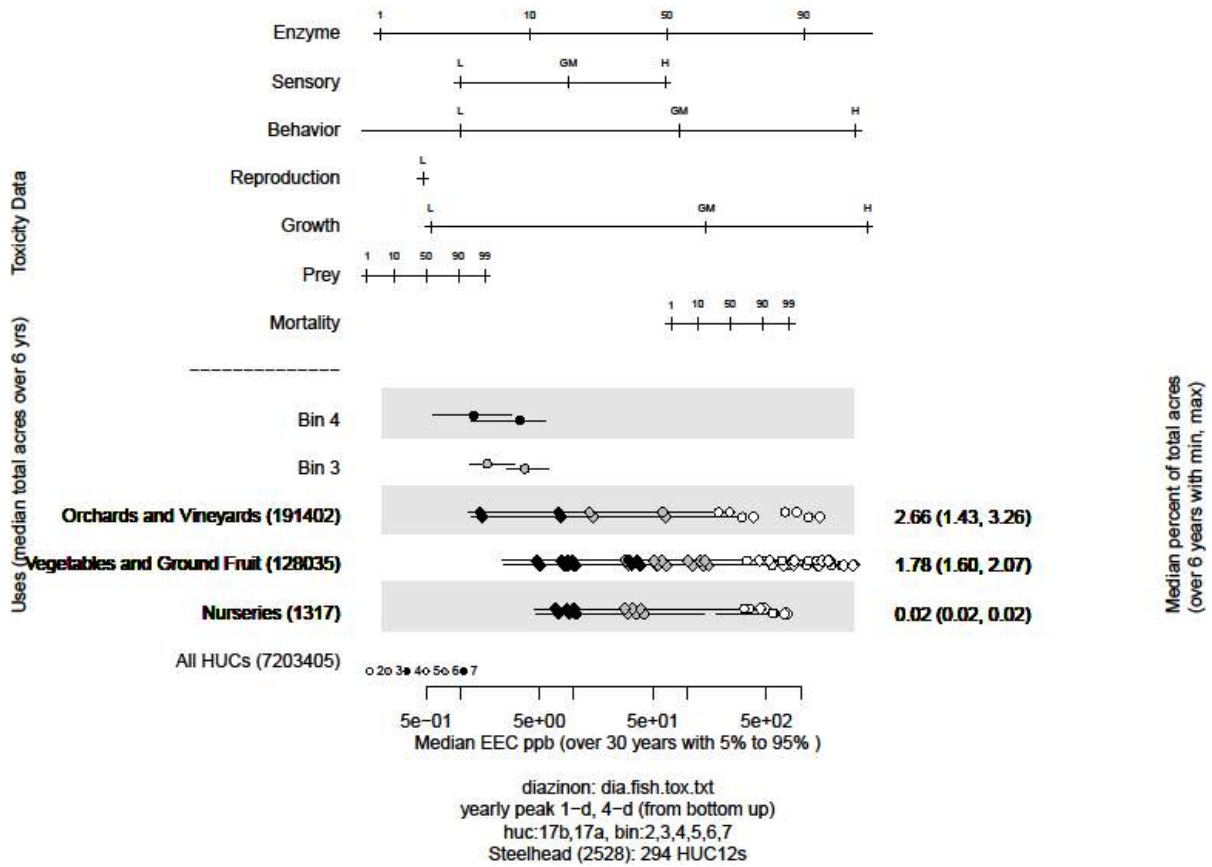 Enzyme 1 10 50 90
Sensory L GM H
Behavior L GM H
Reproduction L
Growth L GM H
Prey 1 10 50 90 99
Mortality 1 10 50 90 99
Toxicity Data
---------------
Uses (median total acres over 6 yrs)
Bin 4
Bin 3
Orchards and Vineyards (191402) 2.66 (1.43, 3.26)
Vegetables and Ground Fruit (128035) 1.78 (1.60, 2.07)
Nurseries (1317) 0.02 (0.02, 0.02)
All HUCs (7203405)
Median percent of total acres
(over 6 years with min, max)
2 3 4 5 6 7
5e−01 5e+00 5e+01 5e+02
Median EEC ppb (over 30 years with 5% to 95% )
diazinon: dia.fish.tox.txt
yearly peak 1−d, 4−d (from bottom up)
huc:17b,17a, bin:2,3,4,5,6,7
Steelhead (2528): 294 HUC12s